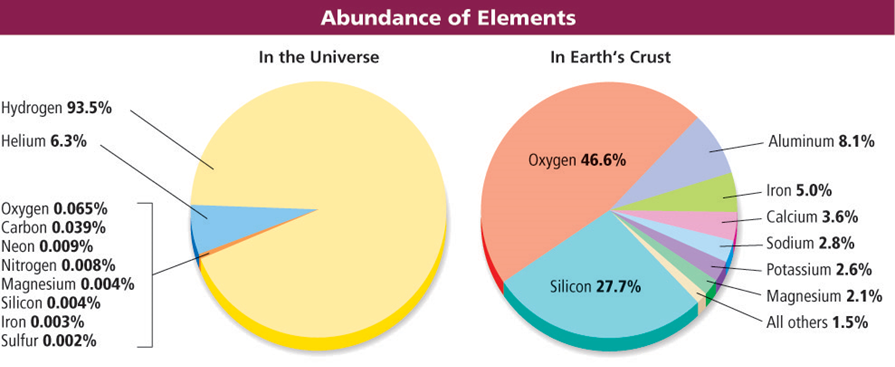 Abundance of Elements
In the Universe
Hydrogen 93.5%
Helium 6.3%
Oxygen 0.065%
Carbon 0.039%
Neon 0.009%
Nitrogen 0.008%
Magnesium 0.004%
Silicon 0.004%
Iron 0.003%
Sulfur 0.002%
In Earth‘s Crust
Oxygen 46.6%
Silicon 27.7%
Aluminum 8.1%
Iron 5.0%
Calcium 3.6%
Sodium 2.8%
Potassium 2.6%
Magnesium 2.1%
All others 1.5%